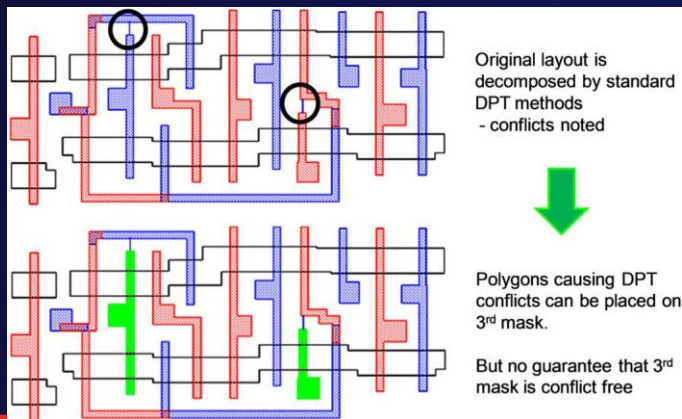 Original layout is
decomposed by standard
DPT methods
- conflicts noted
Polygons causing DPT
conflicts can be placed on
3rd mask.
But no guarantee that 3rd
mask is conflict free